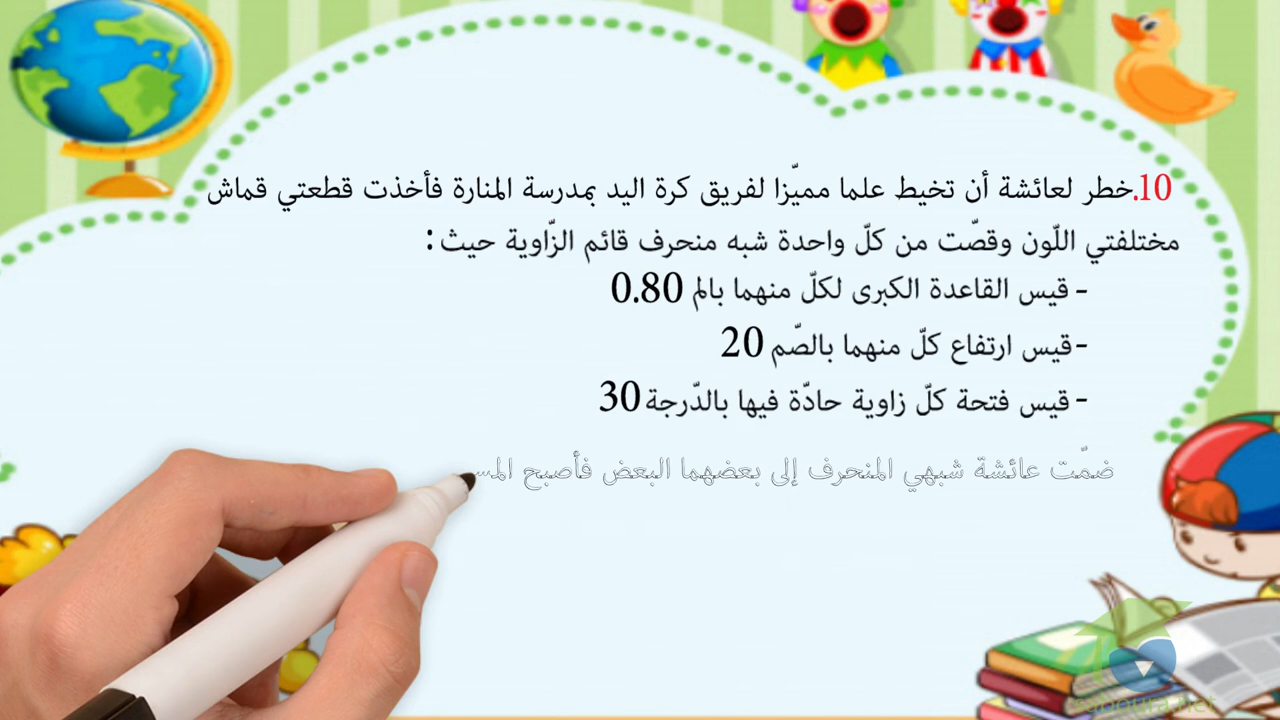 10.خطر لعائشة أن تخيط علما مميّزا لفريق كرة اليد بمدرسة المنارة فأخذت قطعتي قماش
مختلفتي اللّون وقصّت من كلّ واحدة شبه منحرف قائم الزّاوية حيث :
- قيس القاعدة الكبرى لكلّ منهما بالم 0.80
- قيس ارتفاع كلّ منهما بالصّم 20
- قيس فتحة كلّ زاوية حادّة فيها بالدّرجة 30
ضمّت عائشة شبهي المنحرف إلى بعضهما البعض فأصبح